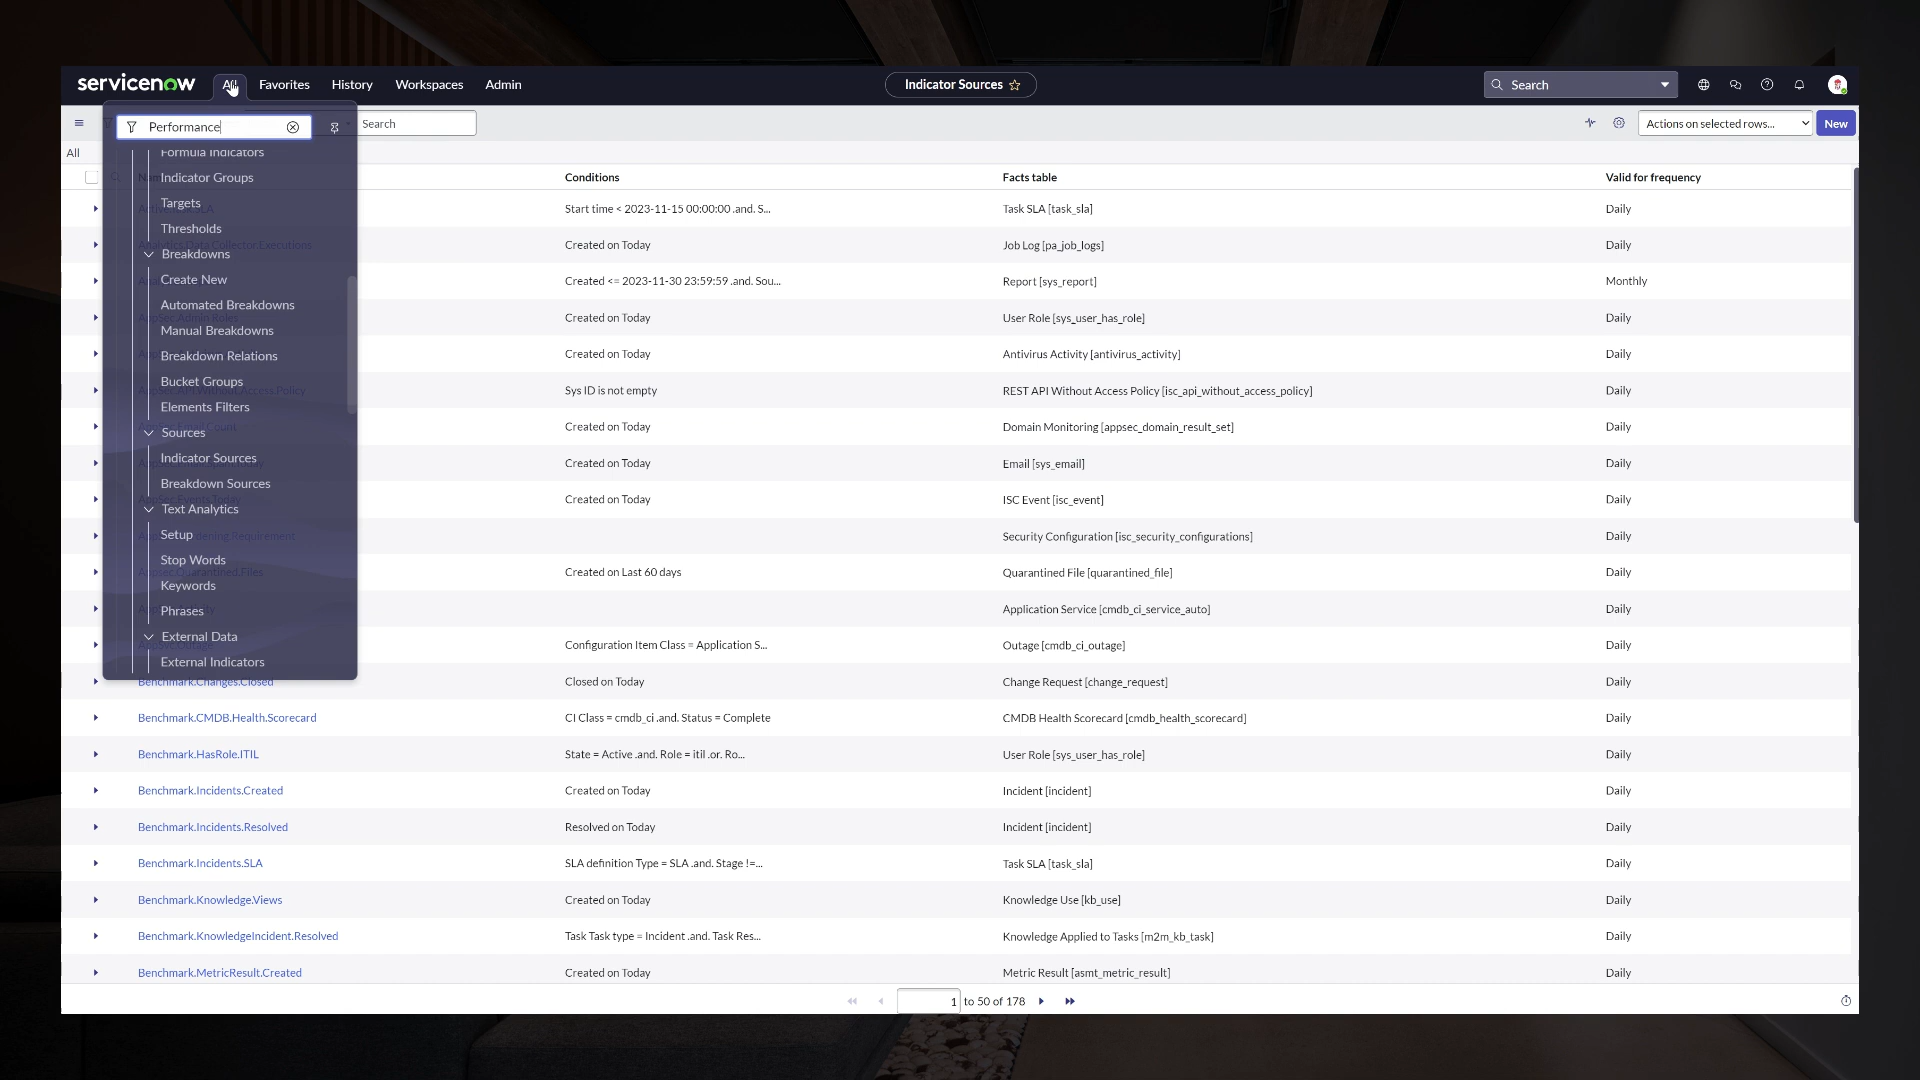 servicenow All Favorites History Workspaces Admin Indicator Sources Search
Performance Search Actions on selected rows... New
All
Formula Indicators
Indicator Groups Conditions Facts table Valid for frequency
Targets Start time < 2023-11-15 00:00:00 .and. S... Task SLA [task_sla] Daily
Thresholds
Created on Today Job Log [pa_job_logs] Daily
Breakdowns
Create New Created <= 2023-11-30 23:59:59 .and. Sou... Report [sys_report] Monthly
Automated Breakdowns
Created on Today User Role [sys_user_has_role] Daily
Manual Breakdowns
Breakdown Relations Created on Today Antivirus Activity [antivirus_activity] Daily
Bucket Groups
Sys ID is not empty REST API Without Access Policy [isc_api_without_access_policy] Daily
Elements Filters
Created on Today Domain Monitoring [appsec_domain_result_set] Daily
Sources
Indicator Sources Created on Today Email [sys_email] Daily
Breakdown Sources
Created on Today ISC Event [isc_event] Daily
Text Analytics
Setup Security Configuration [isc_security_configurations] Daily
Stop Words
Created on Last 60 days Quarantined File [quarantined_file] Daily
Keywords
Phrases Application Service [cmdb_ci_service_auto] Daily
External Data
Configuration Item Class = Application S... Outage [cmdb_ci_outage] Daily
External Indicators
Benchmark.Changes.Closed Closed on Today Change Request [change_request] Daily
Benchmark.CMDB.Health.Scorecard CI Class = cmdb_ci .and. Status = Complete CMDB Health Scorecard [cmdb_health_scorecard] Daily
Benchmark.HasRole.ITIL State = Active .and. Role = itil .or. Ro... User Role [sys_user_has_role] Daily
Benchmark.Incidents.Created Created on Today Incident [incident] Daily
Benchmark.Incidents.Resolved Resolved on Today Incident [incident] Daily
Benchmark.Incidents.SLA SLA definition Type = SLA .and. Stage !=... Task SLA [task_sla] Daily
Benchmark.Knowledge.Views Created on Today Knowledge Use [kb_use] Daily
Benchmark.KnowledgeIncident.Resolved Task Task type = Incident .and. Task Res... Knowledge Applied to Tasks [m2m_kb_task] Daily
Benchmark.MetricResult.Created Created on Today Metric Result [asmt_metric_result] Daily
1 to 50 of 178